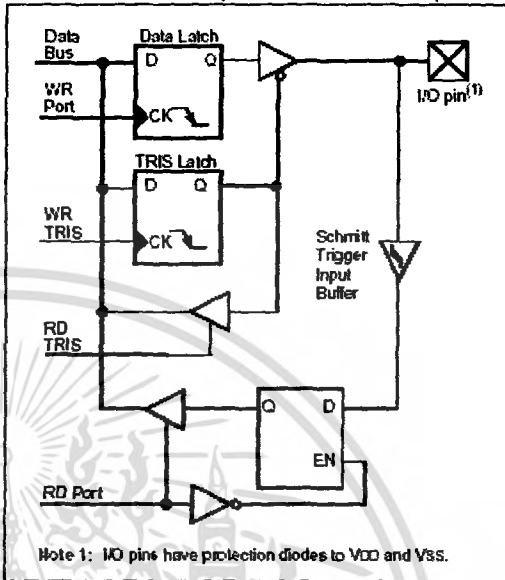 Data Bus
Data Latch
D Q
WR Port
CK
I/O pin(1)
TRIS Latch
D Q
WR TRIS
CK
Schmitt Trigger Input Buffer
RD TRIS
Q D
EN
RD Port
Note 1: I/O pins have protection diodes to VDD and VSS.